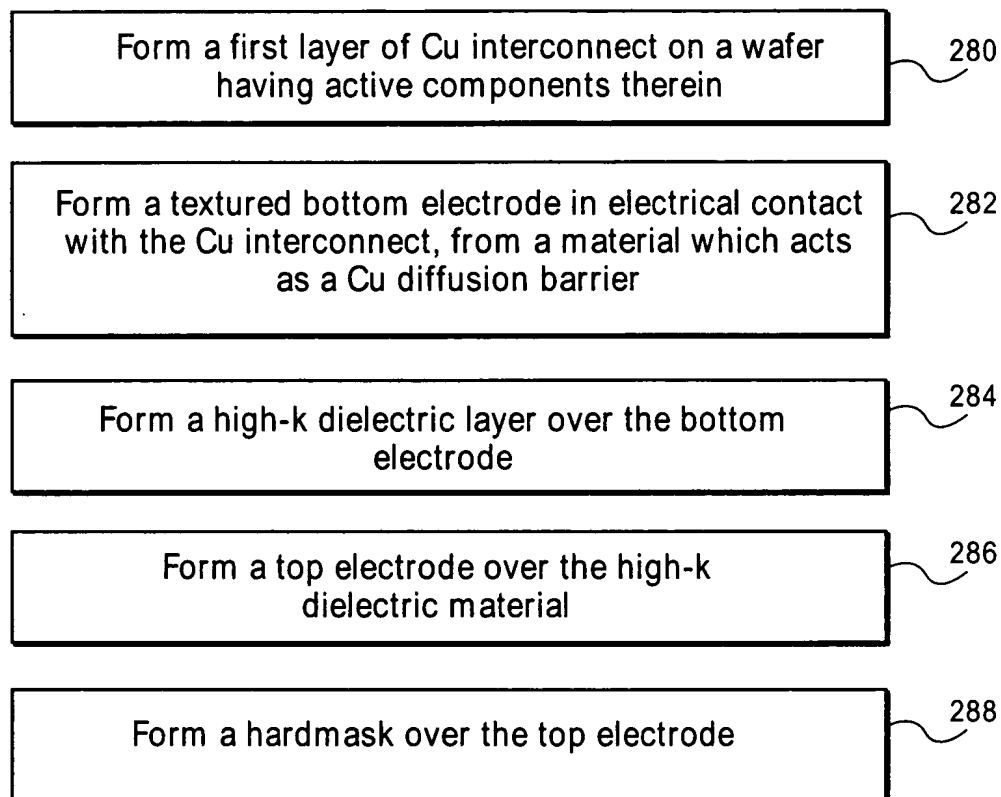 Form a first layer of Cu interconnect on a wafer
having active components therein
280
Form a textured bottom electrode in electrical contact
with the Cu interconnect, from a material which acts
as a Cu diffusion barrier
282
Form a high-k dielectric layer over the bottom
electrode
284
Form a top electrode over the high-k
dielectric material
286
Form a hardmask over the top electrode
288